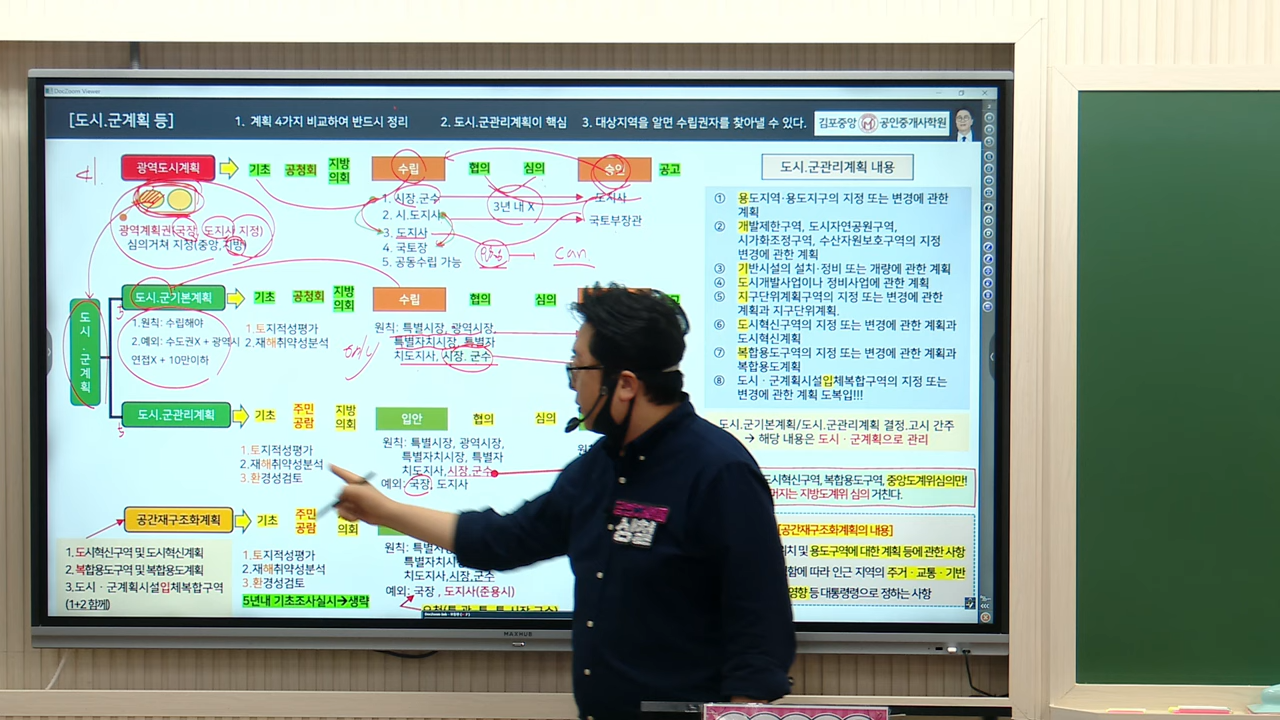 DocZoom Viewer
[도시.군계획 등]
1. 계획 4가지 비교하여 반드시 정리
2. 도시.군관리계획이 핵심
3. 대상지역을 알면 수립권자를 찾아낼 수 있다.
김포중앙 공인중개사학원
광역도시계획
기초
공청회
지방
의회
수립
협의
심의
승인
공고
1. 시장.군수
2. 시.도지사
3. 도지사
4. 국토장
5. 공동수립 가능
3년 내 X
도지사
국토부장관
can
광역계획권(국장, 도지사 지정)
심의거쳐 지정(중앙,지방)
도시.군계획
도시.군기본계획
기초
공청회
지방
의회
수립
협의
심의
공고
1.원칙: 수립해야
2.예외: 수도권X + 광역시
연접X + 10만이하
1.토지적성평가
2.재해취약성분석
only
원칙: 특별시장, 광역시장,
특별자치시장, 특별자
치도지사, 시장. 군수
도시.군관리계획
5
기초
주민
공람
지방
의회
입안
협의
심의
1.토지적성평가
2.재해취약성분석
3.환경성검토
원칙: 특별시장, 광역시장,
특별자치시장, 특별자
치도지사,시장,군수
예외: 국장, 도지사
공간재구조화계획
기초
주민
공람
의회
1. 도시혁신구역 및 도시혁신계획
2. 복합용도구역 및 복합용도계획
3.도시ㆍ군계획시설입체복합구역
(1+2 함께)
1.토지적성평가
2.재해취약성분석
3.환경성검토
5년내 기초조사실시→생략
원칙: 특별시
특별자치시
치도지사,시장,군수
예외: 국장 , 도지사(준용시)
도시.군관리계획 내용
① 용도지역·용도지구의 지정 또는 변경에 관한
계획
② 개발제한구역, 도시자연공원구역,
시가화조정구역, 수산자원보호구역의 지정
변경에 관한 계획
③ 기반시설의 설치·정비 또는 개량에 관한 계획
④ 도시개발사업이나 정비사업에 관한 계획
⑤ 지구단위계획구역의 지정 또는 변경에 관한
계획과 지구단위계획.
⑥ 도시혁신구역의 지정 또는 변경에 관한 계획과
도시혁신계획
⑦ 복합용도구역의 지정 또는 변경에 관한 계획과
복합용도계획
⑧ 도시ㆍ군계획시설입체복합구역의 지정 또는
변경에 관한 계획 도복입!!!
도시.군기본계획/도시.군관리계획 결정.고시 간주
→ 해당 내용은 도시ㆍ군계획으로 관리
도시혁신구역, 복합용도구역, 중앙도계위심의만!
머지는 지방도계위 심의 거친다.
[공간재구조화계획의 내용]
위치 및 용도구역에 대한 계획 등에 관한 사항
함에 따라 인근 지역의 주거ㆍ교통ㆍ기반
영향 등 대통령령으로 정하는 사항
MAXHUB